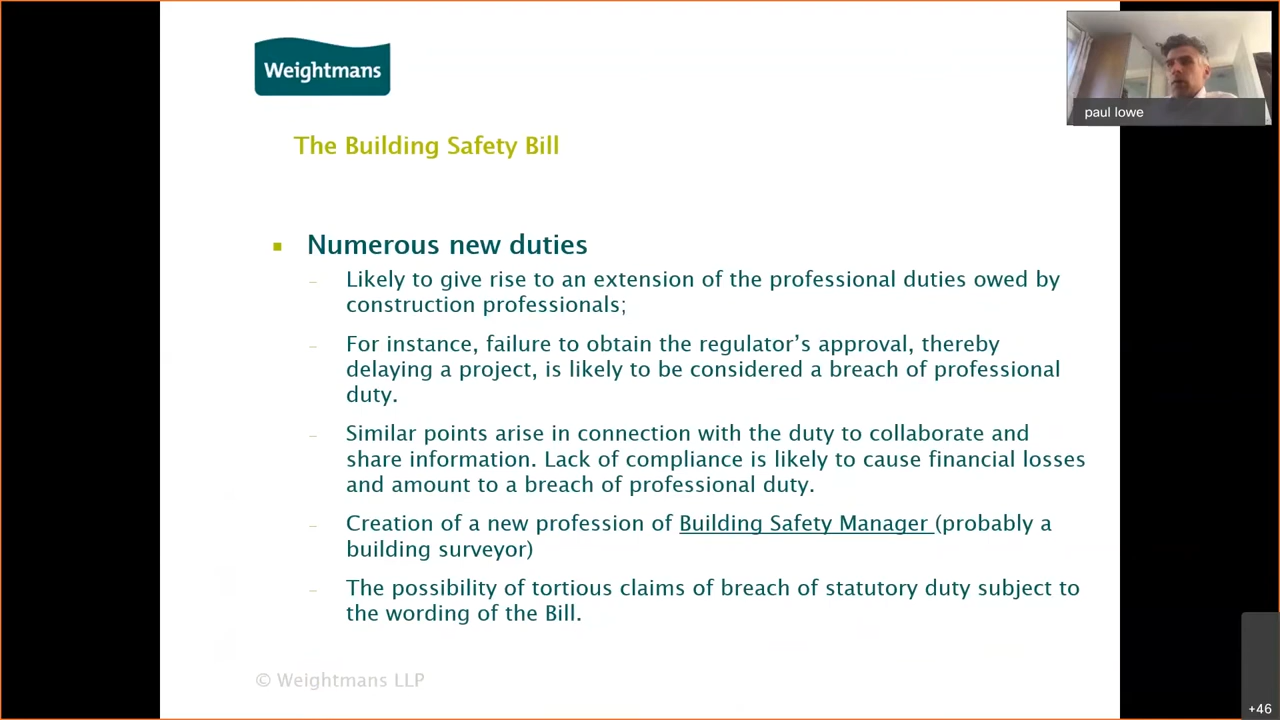 Weightmans
paul lowe
The Building Safety Bill
Numerous new duties
Likely to give rise to an extension of the professional duties owed by
construction professionals;
For instance, failure to obtain the regulator’s approval, thereby
delaying a project, is likely to be considered a breach of professional
duty.
Similar points arise in connection with the duty to collaborate and
share information. Lack of compliance is likely to cause financial losses
and amount to a breach of professional duty.
Creation of a new profession of Building Safety Manager (probably a
building surveyor)
The possibility of tortious claims of breach of statutory duty subject to
the wording of the Bill.
© Weightmans LLP
+46